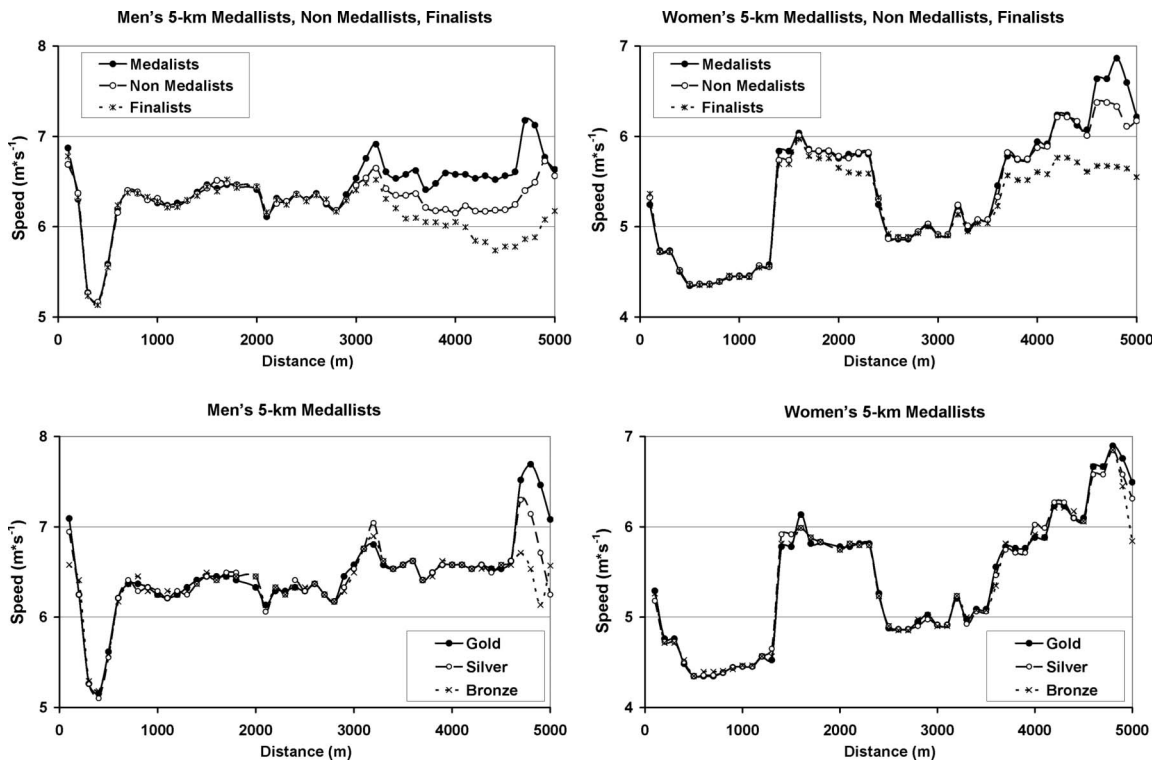 Men's 5-km Medallists, Non Medallists, Finalists
8
7
6
5
Speed (m*s-1)
Medalists
Non Medalists
Finalists
0 1000 2000 3000 4000 5000
Distance (m)
Women's 5-km Medallists, Non Medallists, Finalists
7
6
5
4
Speed (m*s-1)
Medalists
Non Medalists
Finalists
0 1000 2000 3000 4000 5000
Distance (m)
Men's 5-km Medallists
8
7
6
5
Speed (m*s-1)
Gold
Silver
Bronze
0 1000 2000 3000 4000 5000
Distance (m)
Women's 5-km Medallists
7
6
5
4
Speed (m*s-1)
Gold
Silver
Bronze
0 1000 2000 3000 4000 5000
Distance (m)